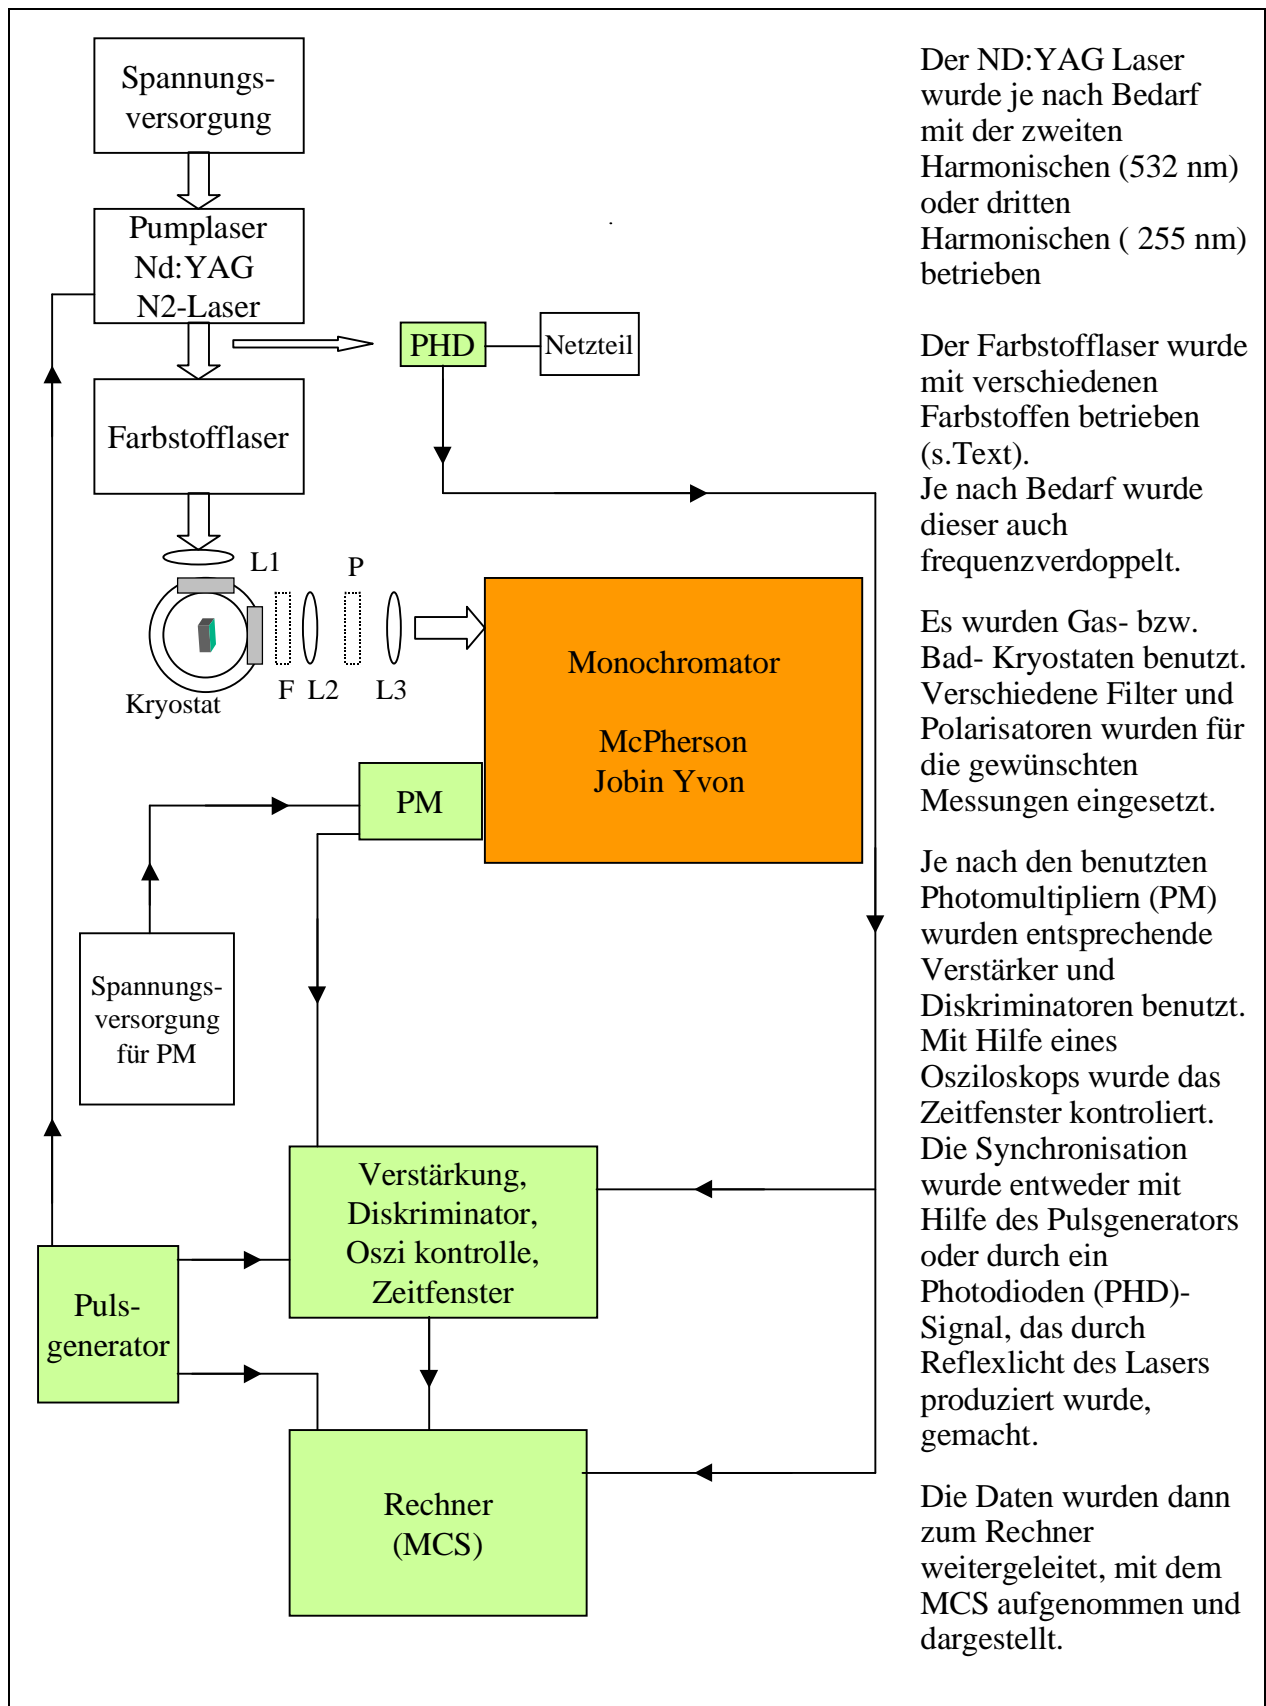 Spannungs-
versorgung
Pumplaser
Nd:YAG
N2-Laser
PHD
Netzteil
Farbstofflaser
L1
P
F
L2
L3
Kryostat
Monochromator
McPherson
Jobin Yvon
PM
Spannungs-
versorgung
für PM
Verstärkung,
Diskriminator,
Oszi kontrolle,
Zeitfenster
Puls-
generator
Rechner
(MCS)
Der ND:YAG Laser
wurde je nach Bedarf
mit der zweiten
Harmonischen (532 nm)
oder dritten
Harmonischen ( 255 nm)
betrieben
Der Farbstofflaser wurde
mit verschiedenen
Farbstoffen betrieben
(s.Text).
Je nach Bedarf wurde
dieser auch
frequenzverdoppelt.
Es wurden Gas- bzw.
Bad- Kryostaten benutzt.
Verschiedene Filter und
Polarisatoren wurden für
die gewünschten
Messungen eingesetzt.
Je nach den benutzten
Photomultipliern (PM)
wurden entsprechende
Verstärker und
Diskriminatoren benutzt.
Mit Hilfe eines
Osziloskops wurde das
Zeitfenster kontroliert.
Die Synchronisation
wurde entweder mit
Hilfe des Pulsgenerators
oder durch ein
Photodioden (PHD)-
Signal, das durch
Reflexlicht des Lasers
produziert wurde,
gemacht.
Die Daten wurden dann
zum Rechner
weitergeleitet, mit dem
MCS aufgenommen und
dargestellt.